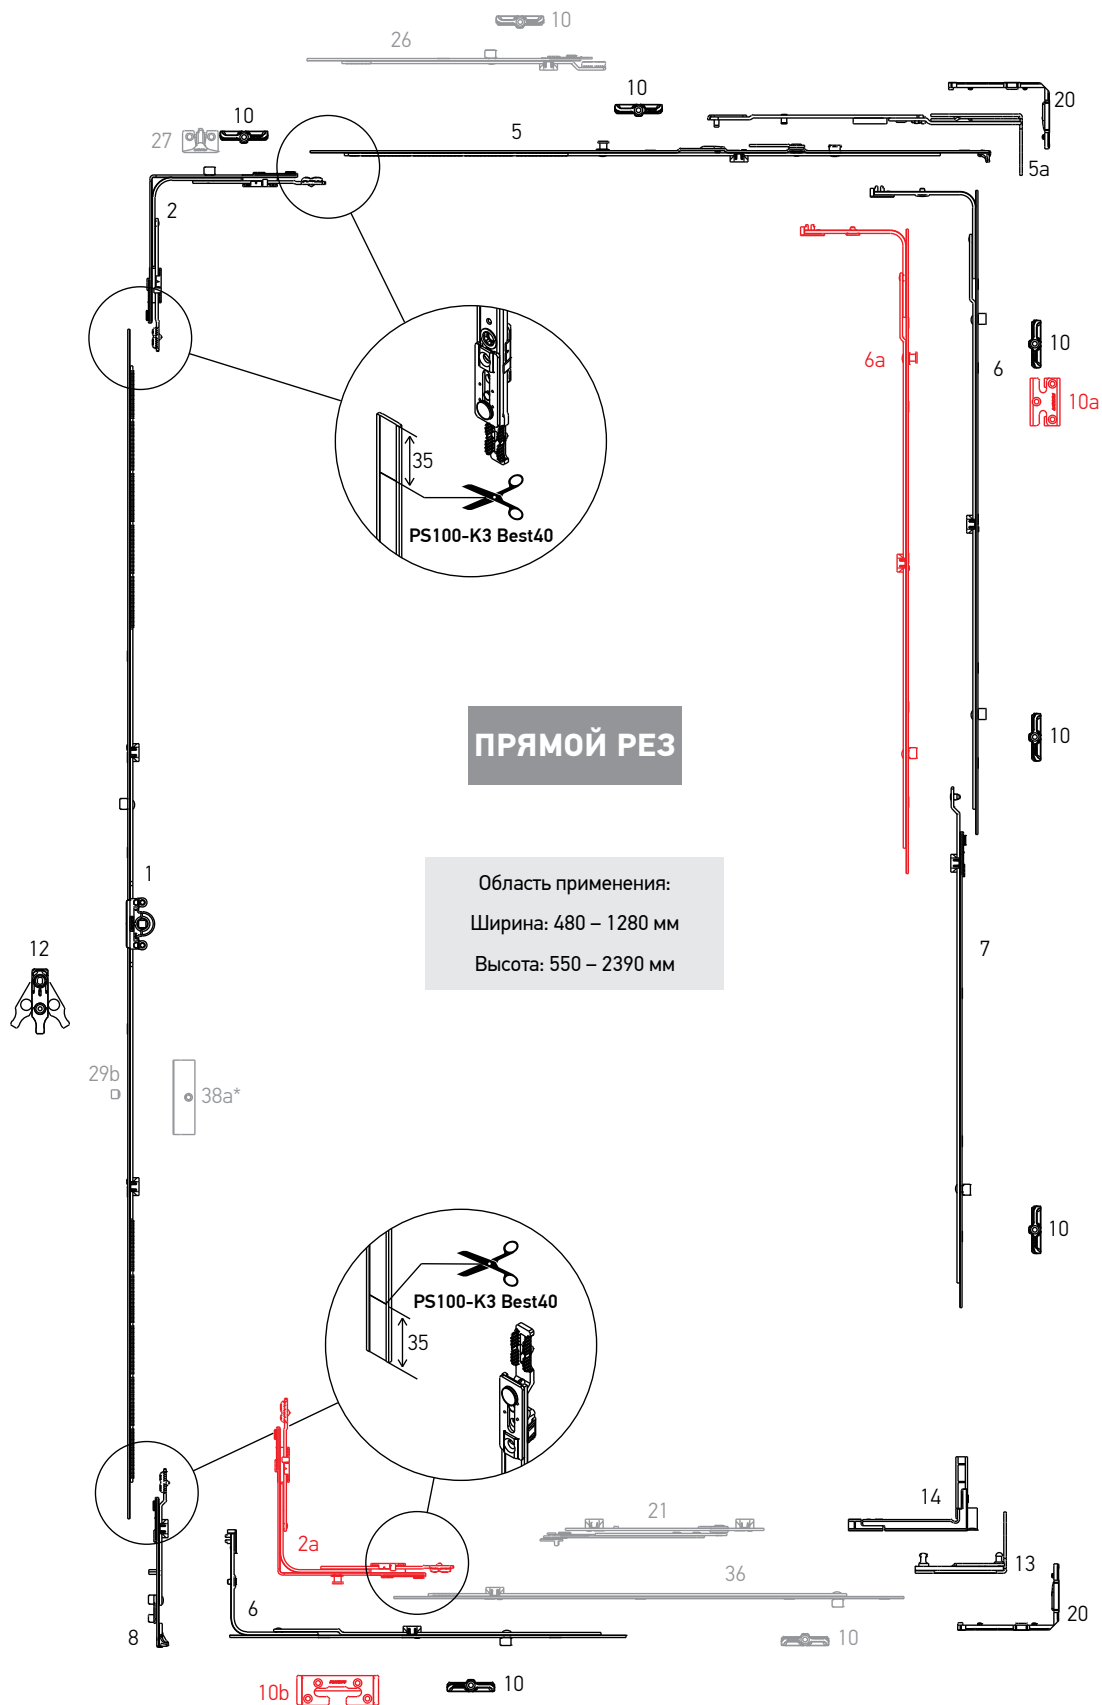 10
26
10
20
10
27
5
5a
2
6a
6
10
10a
35
PS100-K3 Best40
ПРЯМОЙ РЕЗ
10
1
Область применения:
Ширина: 480 – 1280 мм
Высота: 550 – 2390 мм
12
7
29b
38a*
10
PS100-K3 Best40
35
14
21
2a
13
36
6
20
8
10
10b
10